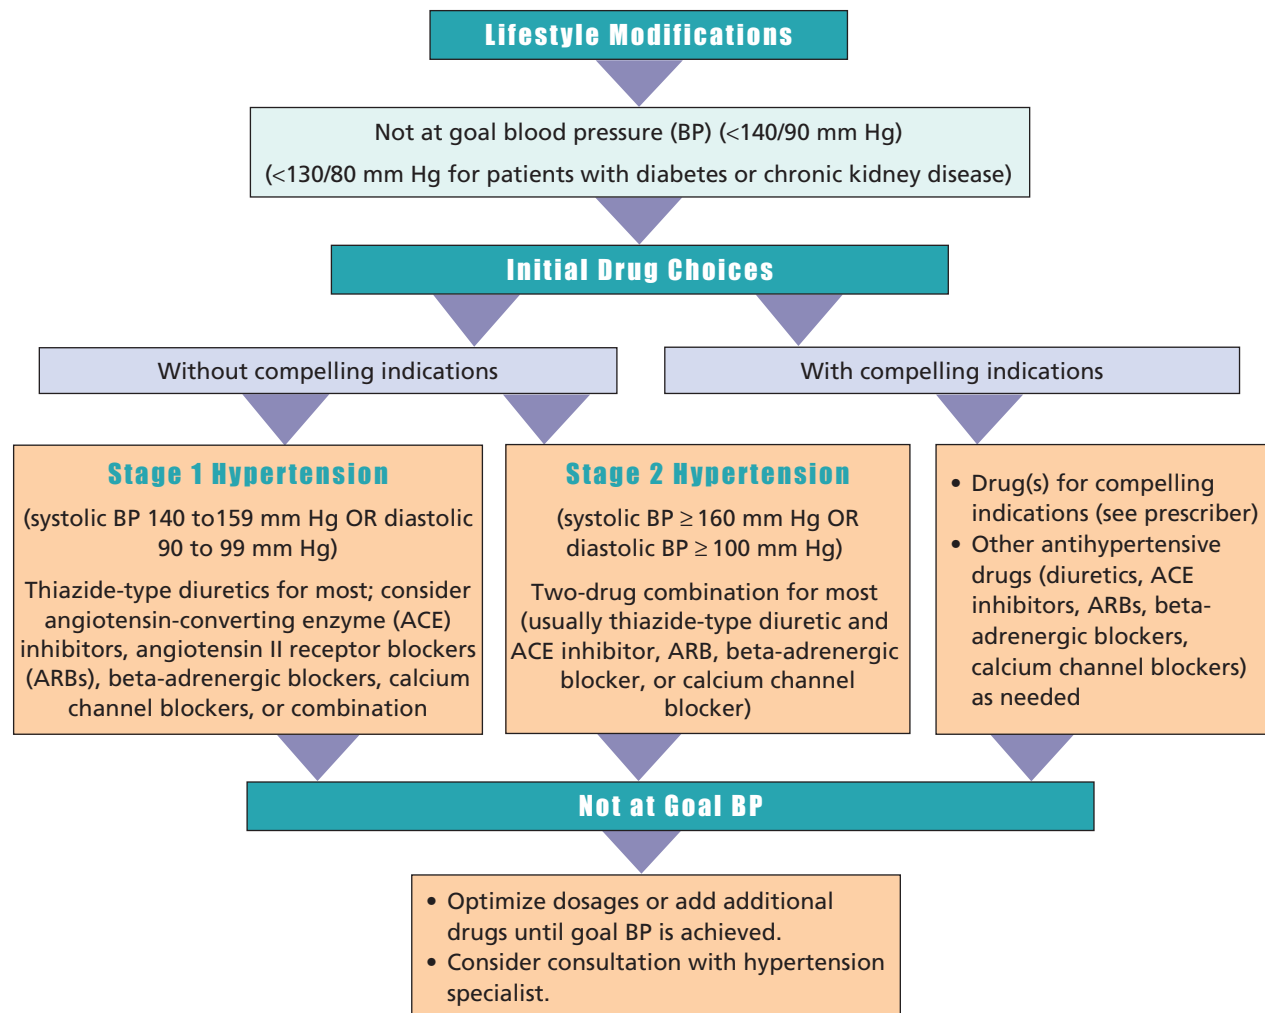 Lifestyle Modifications
Not at goal blood pressure (BP) (<140/90 mm Hg)
(<130/80 mm Hg for patients with diabetes or chronic kidney disease)
Initial Drug Choices
Without compelling indications
With compelling indications
Stage 1 Hypertension
(systolic BP 140 to159 mm Hg OR diastolic
90 to 99 mm Hg)
Thiazide-type diuretics for most; consider
angiotensin-converting enzyme (ACE)
inhibitors, angiotensin II receptor blockers
(ARBs), beta-adrenergic blockers, calcium
channel blockers, or combination
Stage 2 Hypertension
(systolic BP ≥ 160 mm Hg OR
diastolic BP ≥ 100 mm Hg)
Two-drug combination for most
(usually thiazide-type diuretic and
ACE inhibitor, ARB, beta-adrenergic
blocker, or calcium channel
blocker)
• Drug(s) for compelling
indications (see prescriber)
• Other antihypertensive
drugs (diuretics, ACE
inhibitors, ARBs, beta-
adrenergic blockers,
calcium channel blockers)
as needed
Not at Goal BP
• Optimize dosages or add additional
drugs until goal BP is achieved.
• Consider consultation with hypertension
specialist.